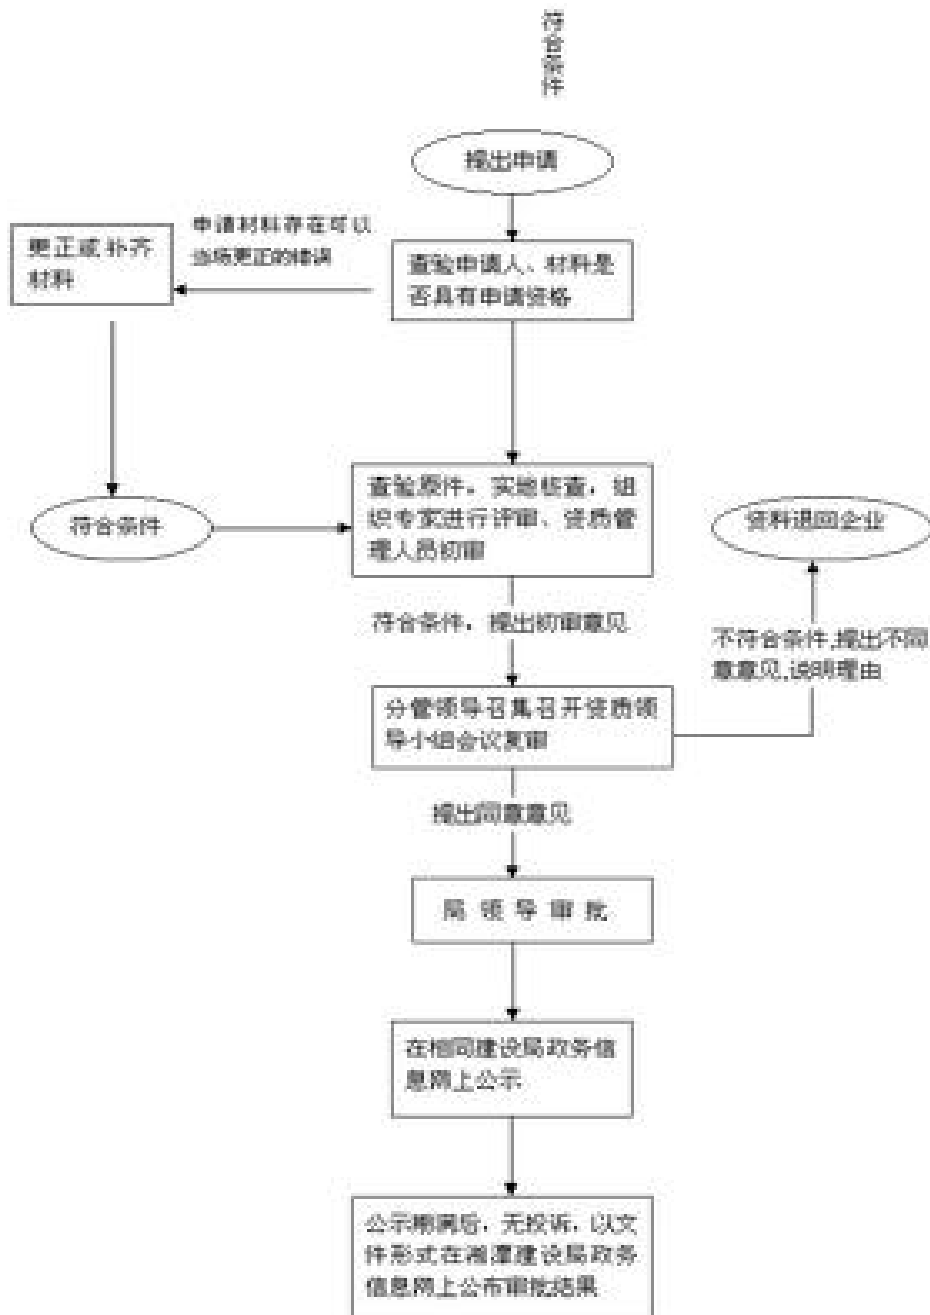 符合条件
提出申请
申请材料存在可以
当场更正的错误
更正或补齐
材料
查验申请人、材料是
否具有申请资格
查验原件，实地核查，组
织专家进行评审、资质管
理人员初审
符合条件
资料退回企业
符合条件，提出初审意见
不符合条件,提出不同
意意见,说明理由
分管领导召集召开资质领
导小组会议复审
提出同意意见
局领导审批
在相同建设局政务信
息网上公示
公示期满后，无投诉，以文
件形式在湘潭建设局政务
信息网上公布审批结果